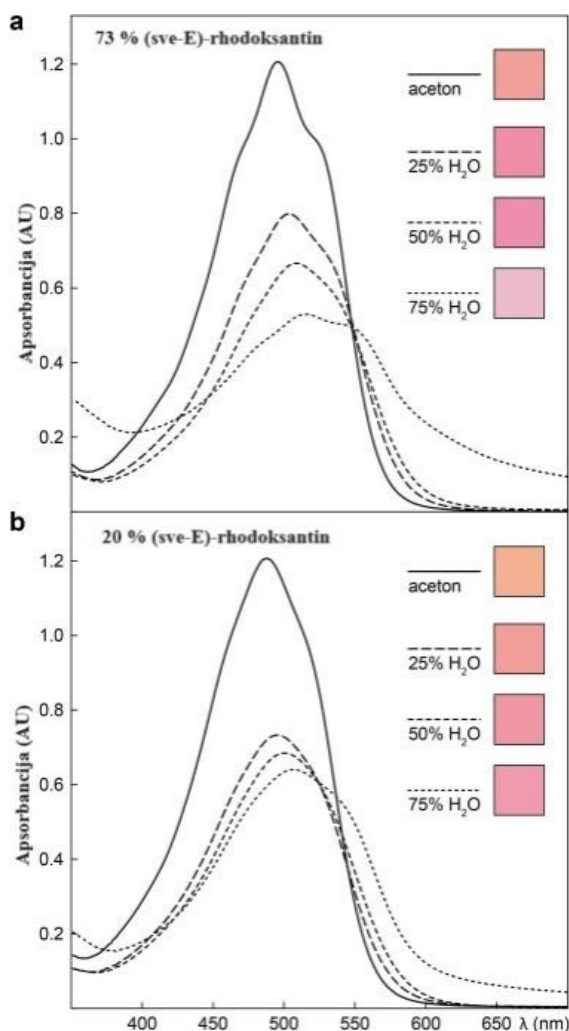 a
73 % (sve-E)-rhodoksantin
1.2
1.0
0.8
0.6
0.4
0.2
Apsorbancija (AU)
aceton
25% H₂O
50% H₂O
75% H₂O
b
20 % (sve-E)-rhodoksantin
1.2
1.0
0.8
0.6
0.4
0.2
Apsorbancija (AU)
aceton
25% H₂O
50% H₂O
75% H₂O
400 450 500 550 600 650 λ (nm)